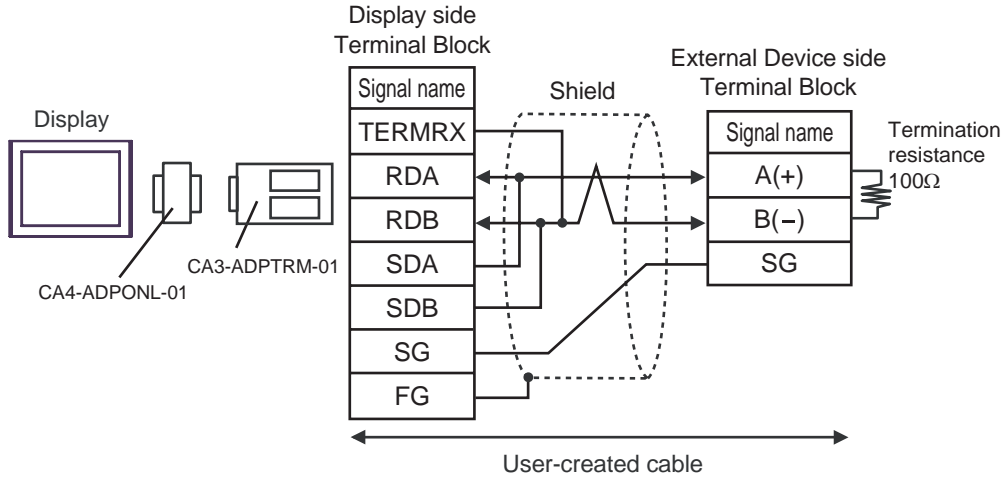 Display side
Terminal Block
External Device side
Terminal Block
Display
Shield
Termination
resistance
100Ω
CA4-ADPONL-01
CA3-ADPTRM-01
Signal name
TERMRX
RDA
RDB
SDA
SDB
SG
FG
Signal name
A(+)
B(−)
SG
User-created cable